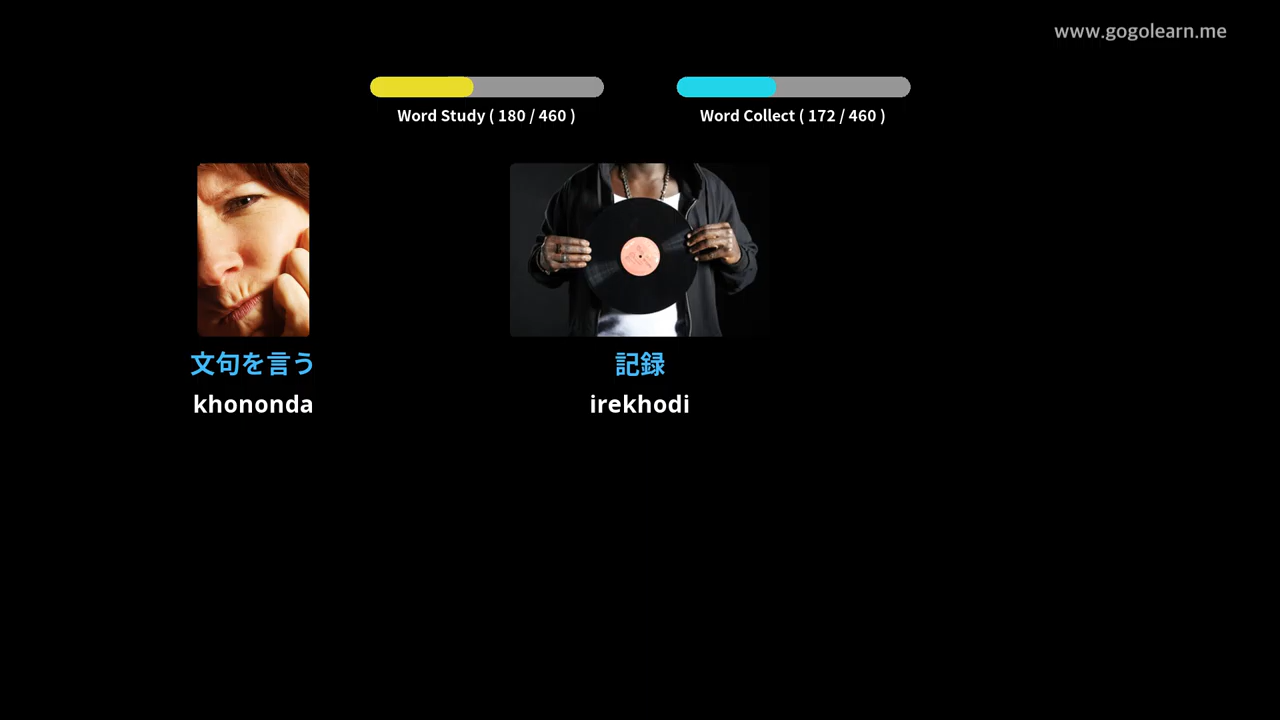 www.gogolearn.me
Word Study ( 180 / 460 )
Word Collect ( 172 / 460 )
文句を言う
khononda
記録
irekhodi